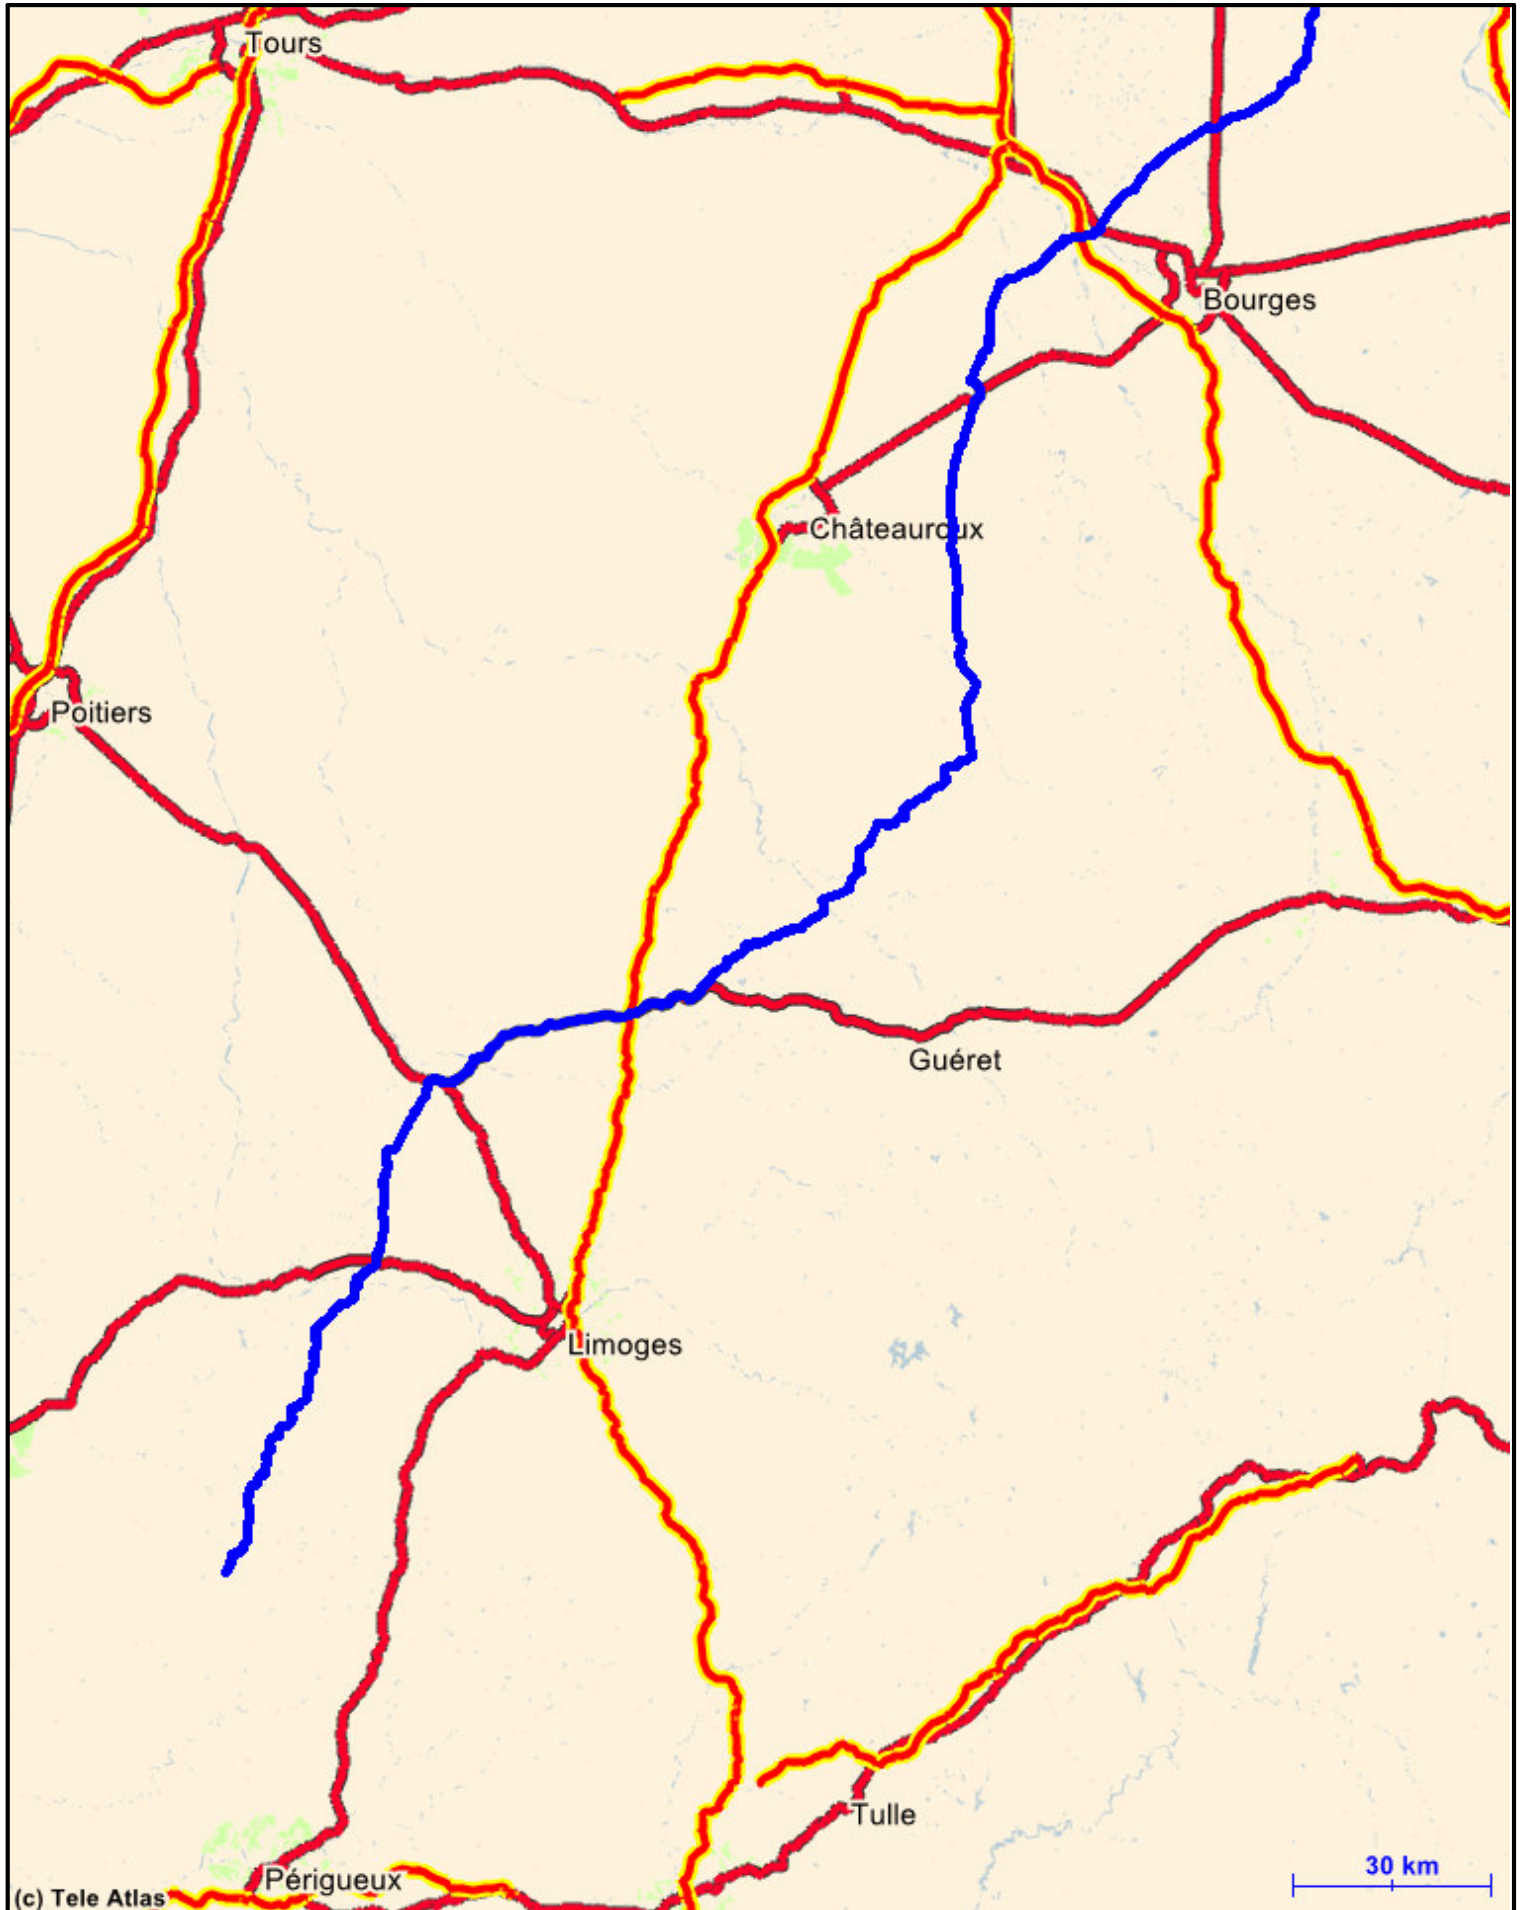 Tours
Bourges
Châteauroux
Poitiers
Guéret
Limoges
Tulle
Périgueux
30 km
(c) Tele Atlas